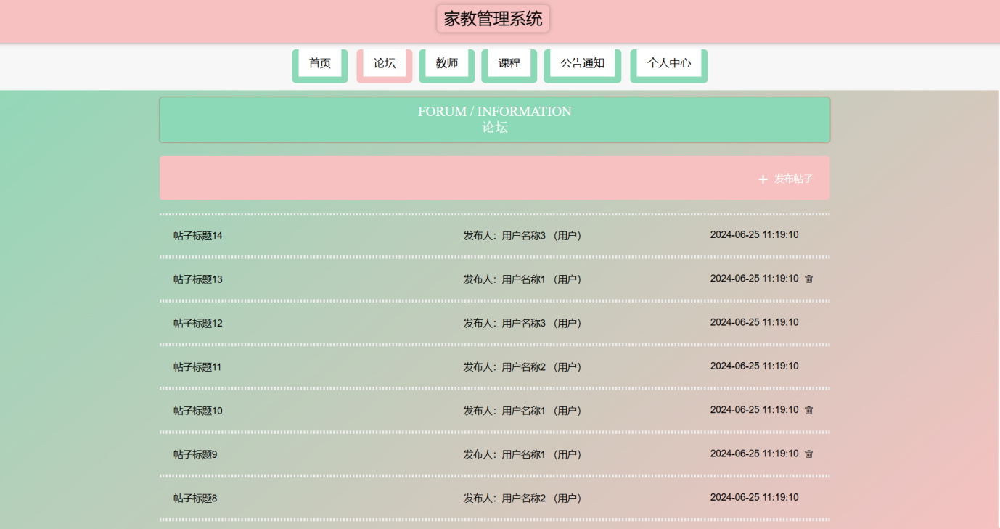 家教管理系统
首页 论坛 教师 课程 公告通知 个人中心
FORUM / INFORMATION
论坛
+ 发布帖子
帖子标题14 发布人：用户名称3 （用户） 2024-06-25 11:19:10
帖子标题13 发布人：用户名称1 （用户） 2024-06-25 11:19:10
帖子标题12 发布人：用户名称3 （用户） 2024-06-25 11:19:10
帖子标题11 发布人：用户名称2 （用户） 2024-06-25 11:19:10
帖子标题10 发布人：用户名称1 （用户） 2024-06-25 11:19:10
帖子标题9 发布人：用户名称1 （用户） 2024-06-25 11:19:10
帖子标题8 发布人：用户名称2 （用户） 2024-06-25 11:19:10